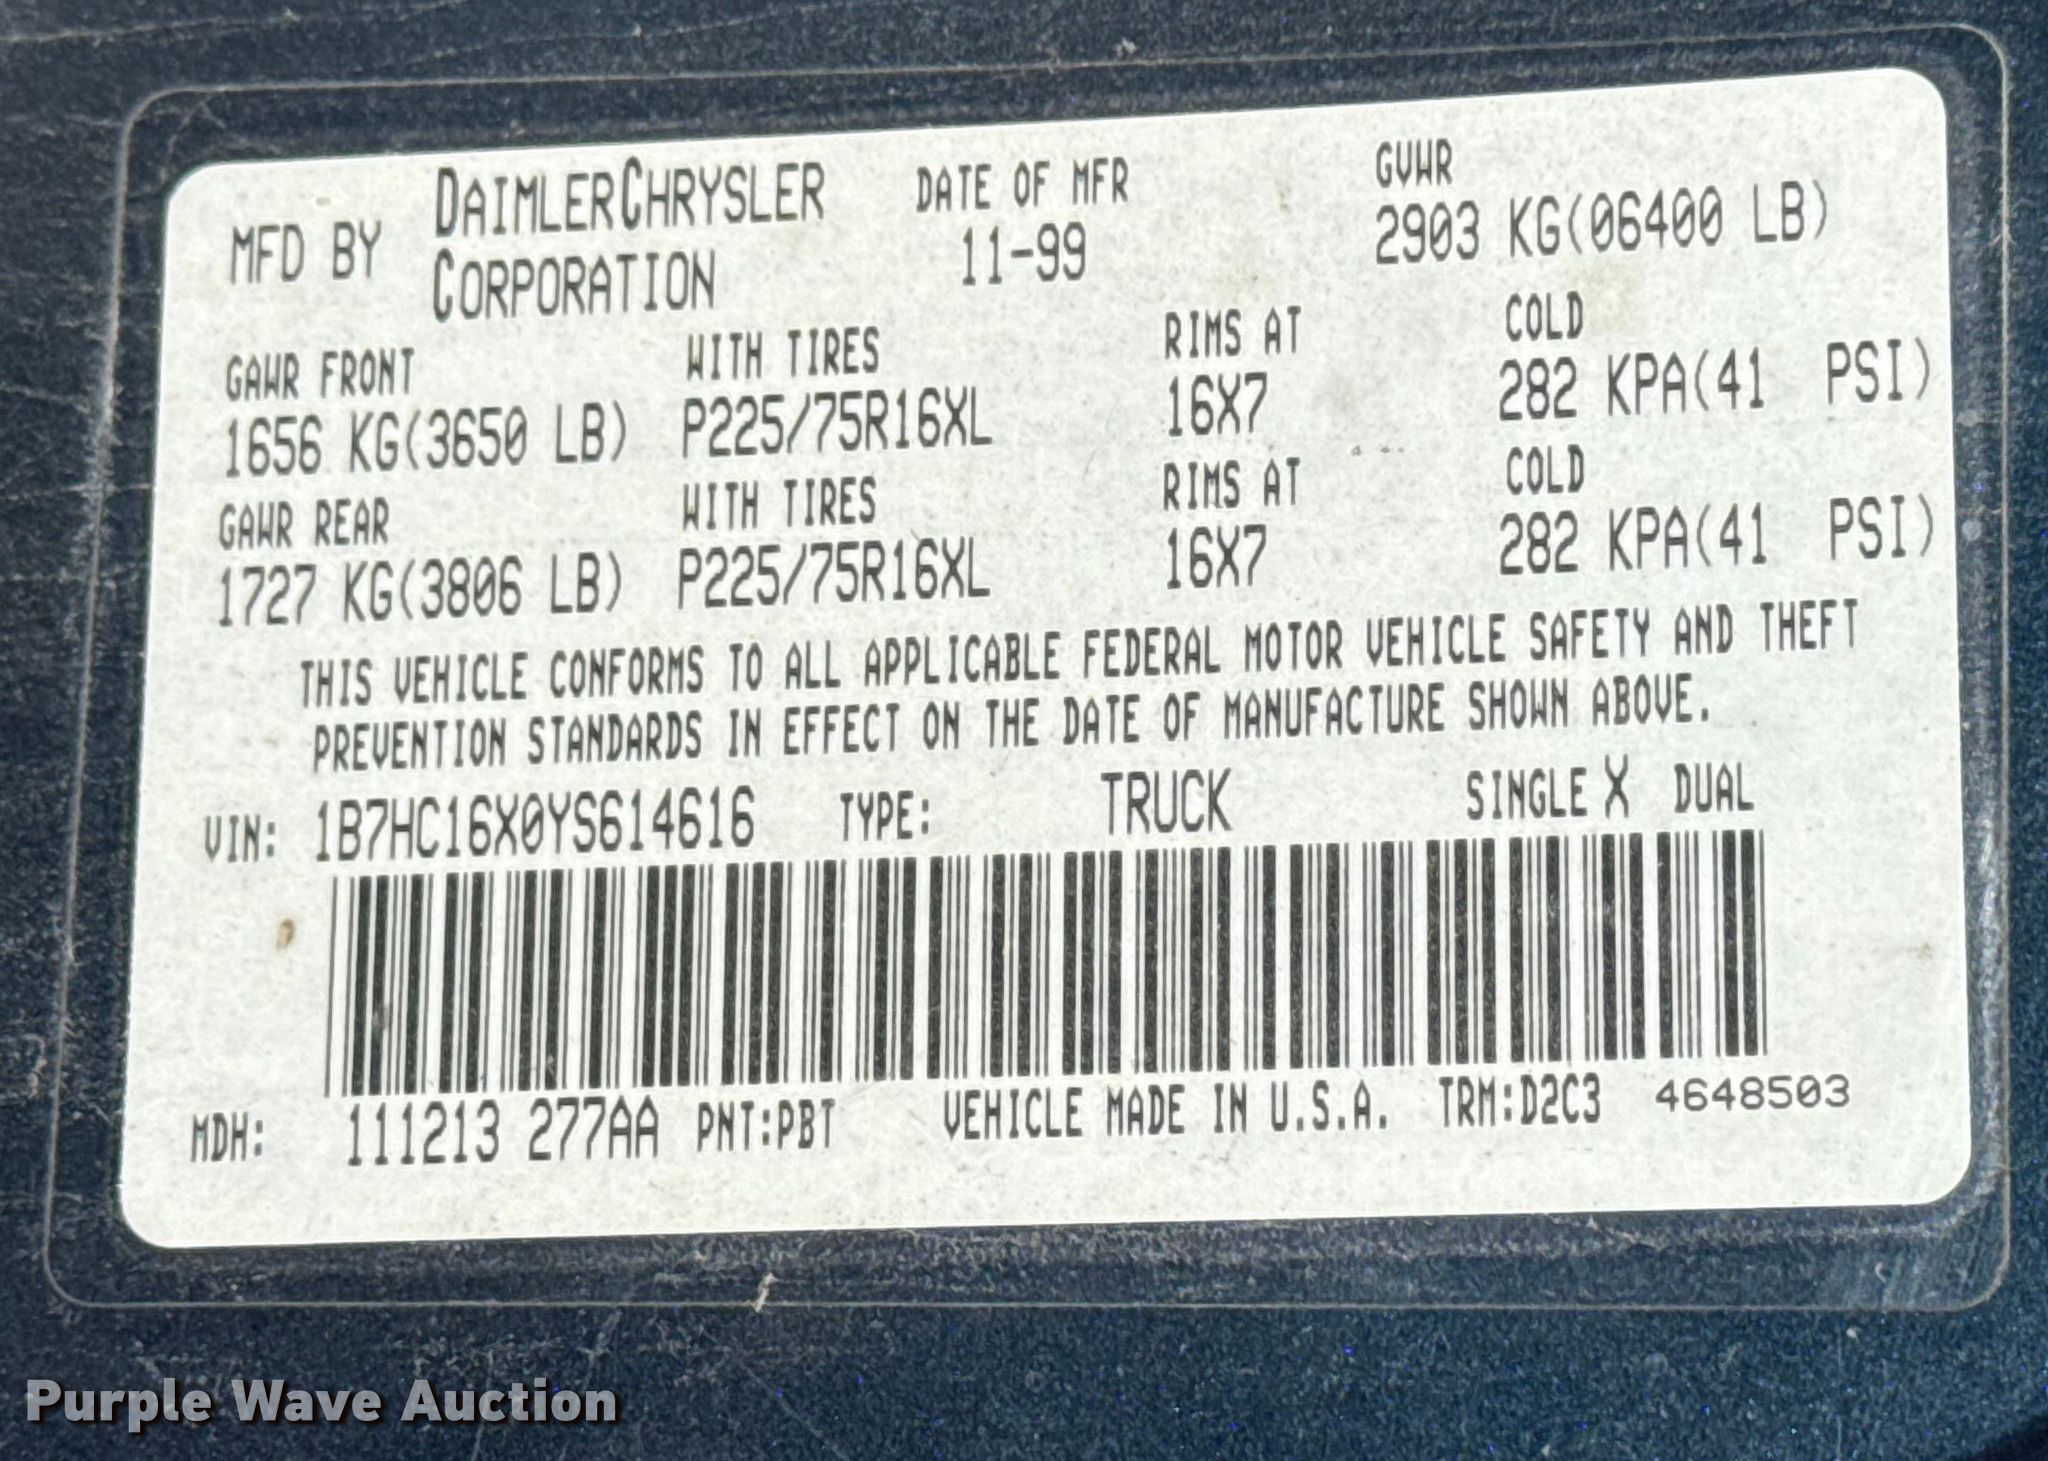 MFD BY DAIMLERCHRYSLER CORPORATION DATE OF MFR 11-99 GVWR 2903 KG(06400 LB)
GAWR FRONT WITH TIRES RIMS AT COLD
1656 KG(3650 LB) P225/75R16XL 16X7 282 KPA(41 PSI)
GAWR REAR WITH TIRES RIMS AT COLD
1727 KG(3806 LB) P225/75R16XL 16X7 282 KPA(41 PSI)
THIS VEHICLE CONFORMS TO ALL APPLICABLE FEDERAL MOTOR VEHICLE SAFETY AND THEFT
PREVENTION STANDARDS IN EFFECT ON THE DATE OF MANUFACTURE SHOWN ABOVE.
VIN: 1B7HC16X0YS614616 TYPE: TRUCK SINGLE X DUAL
MDH: 111213 277AA PNT:PBT VEHICLE MADE IN U.S.A. TRM:D2C3 4648503
Purple Wave Auction